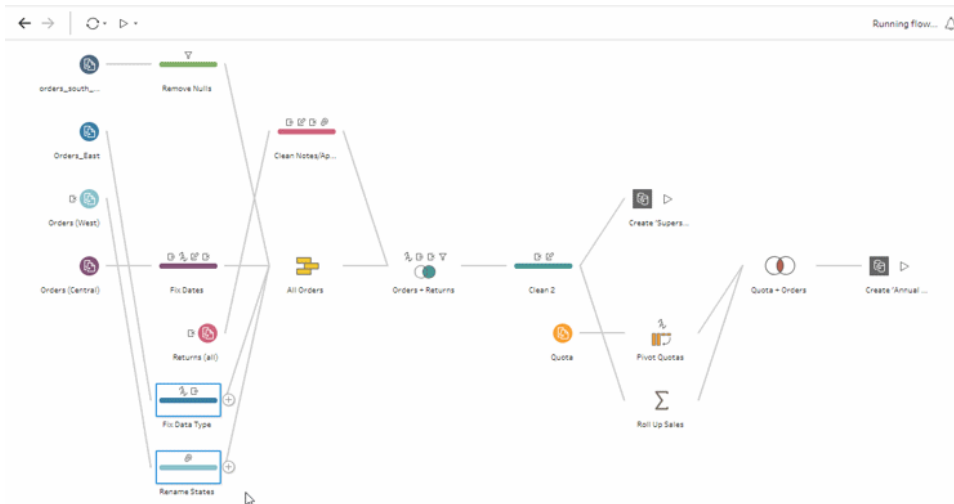 Running flow...
orders_south_...
Remove Nulls
Orders_East
Clean Notes/Ap...
Orders (West)
Create 'Supers...
Orders (Central)
Fix Dates
All Orders
Orders + Returns
Clean 2
Quota + Orders
Create 'Annual ...
Returns (all)
Quota
Pivot Quotas
Fix Data Type
Roll Up Sales
Rename States